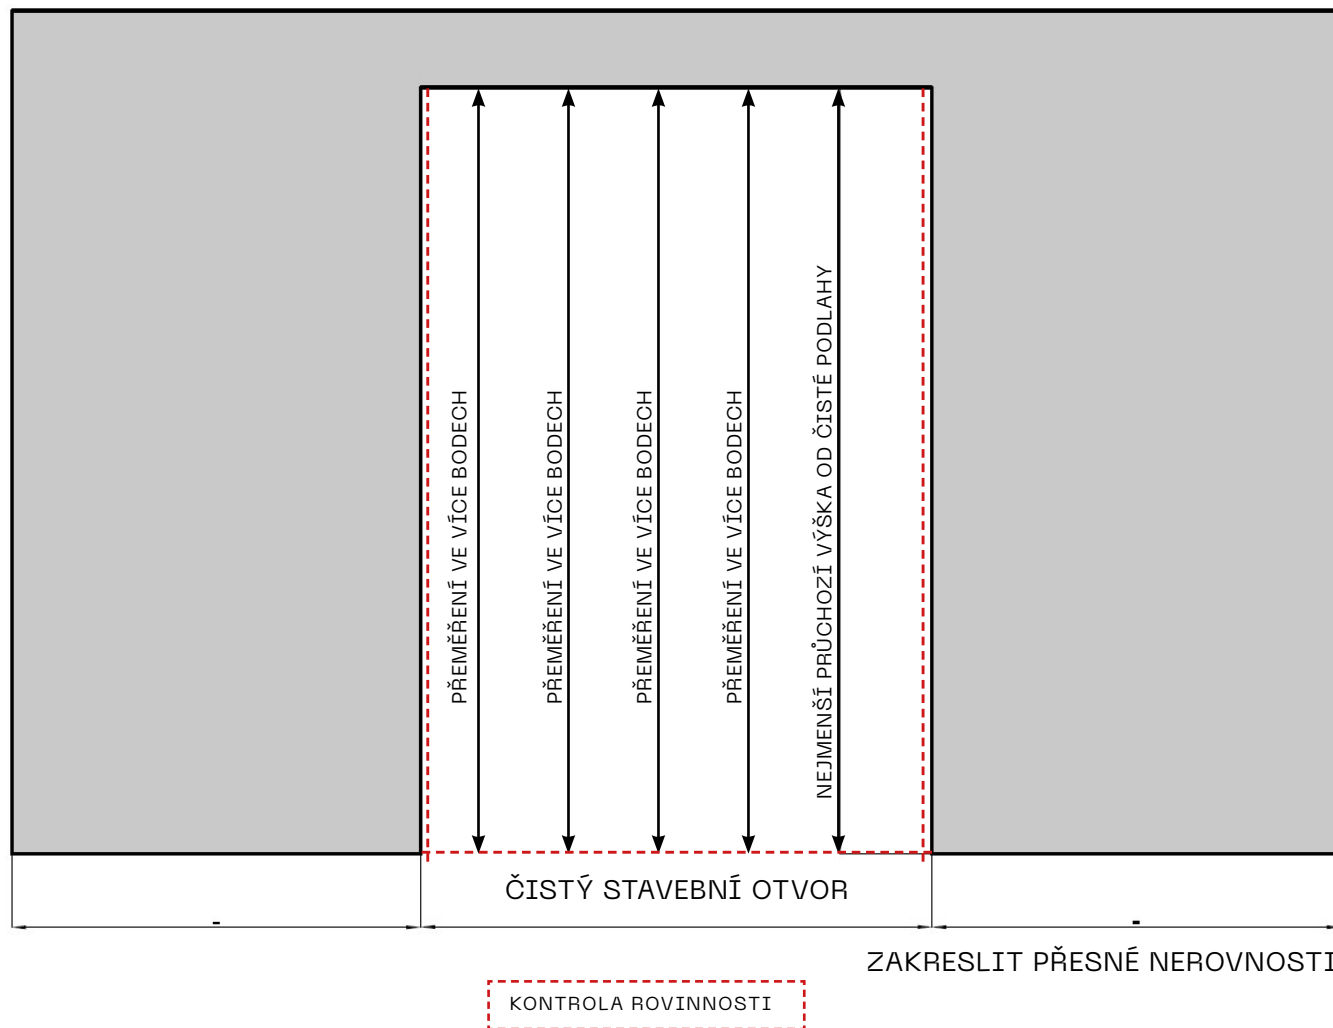 PŘEMĚŘENÍ VE VÍCE BODECH
PŘEMĚŘENÍ VE VÍCE BODECH
PŘEMĚŘENÍ VE VÍCE BODECH
PŘEMĚŘENÍ VE VÍCE BODECH
NEJMENŠÍ PRŮCHOZÍ VÝŠKA OD ČISTÉ PODLAHY
ČISTÝ STAVEBNÍ OTVOR
-
-
ZAKRESLIT PŘESNÉ NEROVNOSTI
KONTROLA ROVINNOSTI